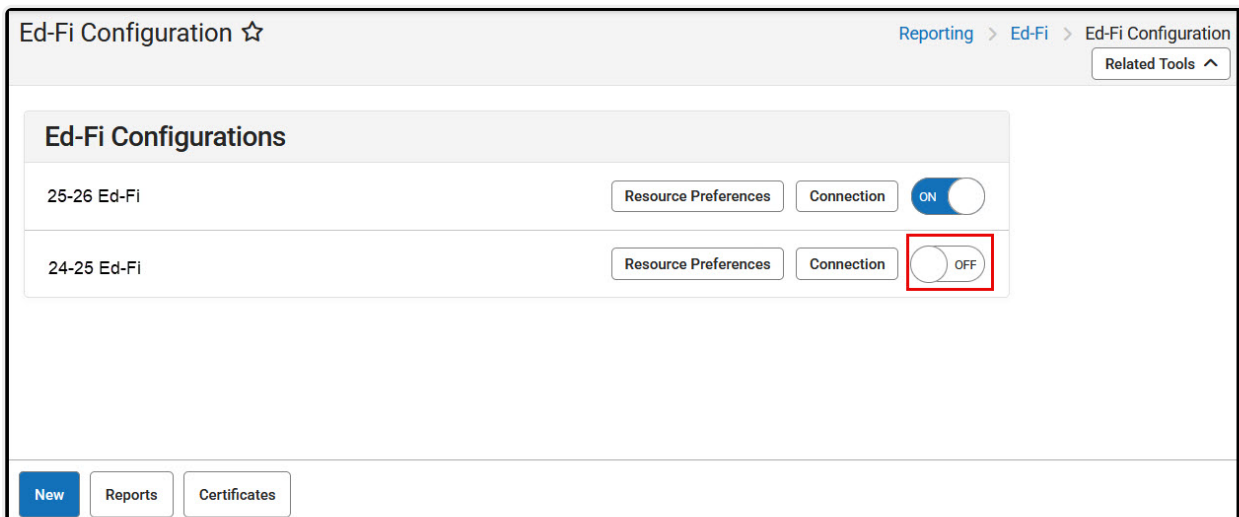 Ed-Fi Configuration
Reporting > Ed-Fi > Ed-Fi Configuration
Related Tools
Ed-Fi Configurations
25-26 Ed-Fi Resource Preferences Connection ON
24-25 Ed-Fi Resource Preferences Connection OFF
New Reports Certificates